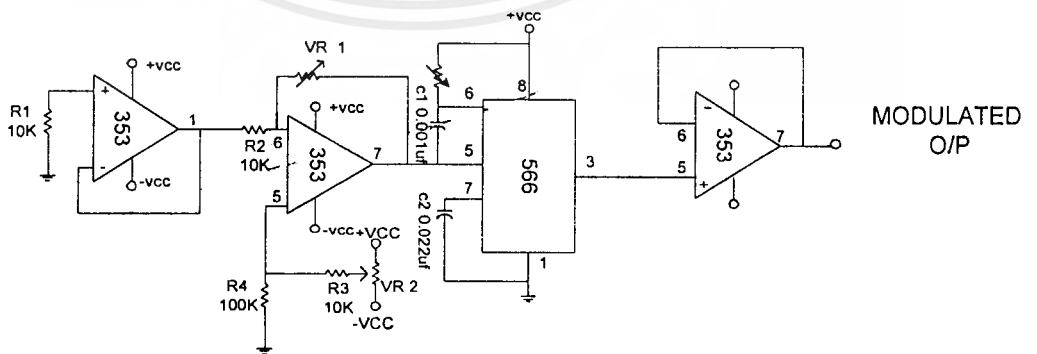 +vcc
VR 1
+vcc
R1
10K
+
353
-
1
-vcc
R2
10K
6
-
+vcc
353
7
5
-vcc
+VCC
VR 2
-VCC
R3
10K
R4
100K
c1 0.001uf
6
8
5
7
566
3
1
c2 0.022uf
-
6
353
7
5
+
MODULATED
O/P